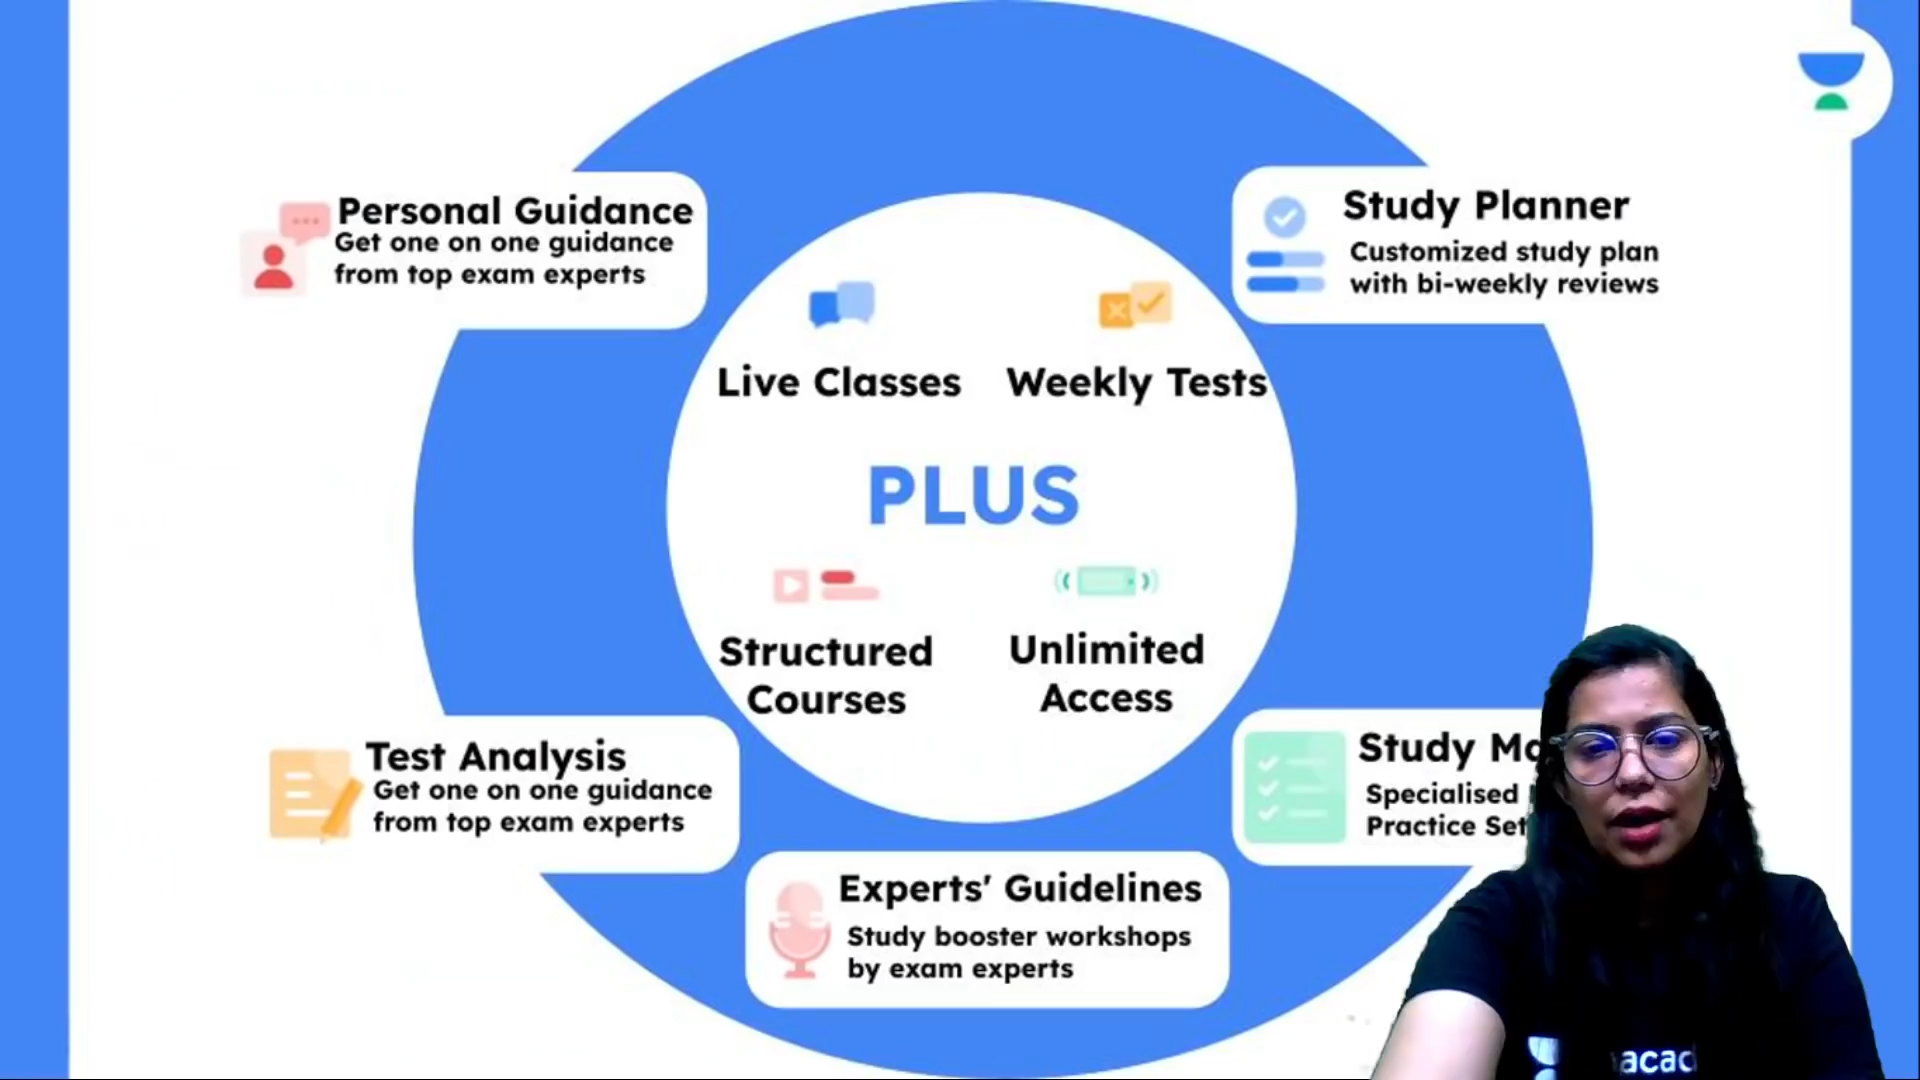 Personal Guidance
Get one on one guidance
from top exam experts
Study Planner
Customized study plan
with bi-weekly reviews
Live Classes
Weekly Tests
PLUS
Structured
Courses
Unlimited
Access
Test Analysis
Get one on one guidance
from top exam experts
Study
Specialised
Practice
Experts' Guidelines
Study booster workshops
by exam experts